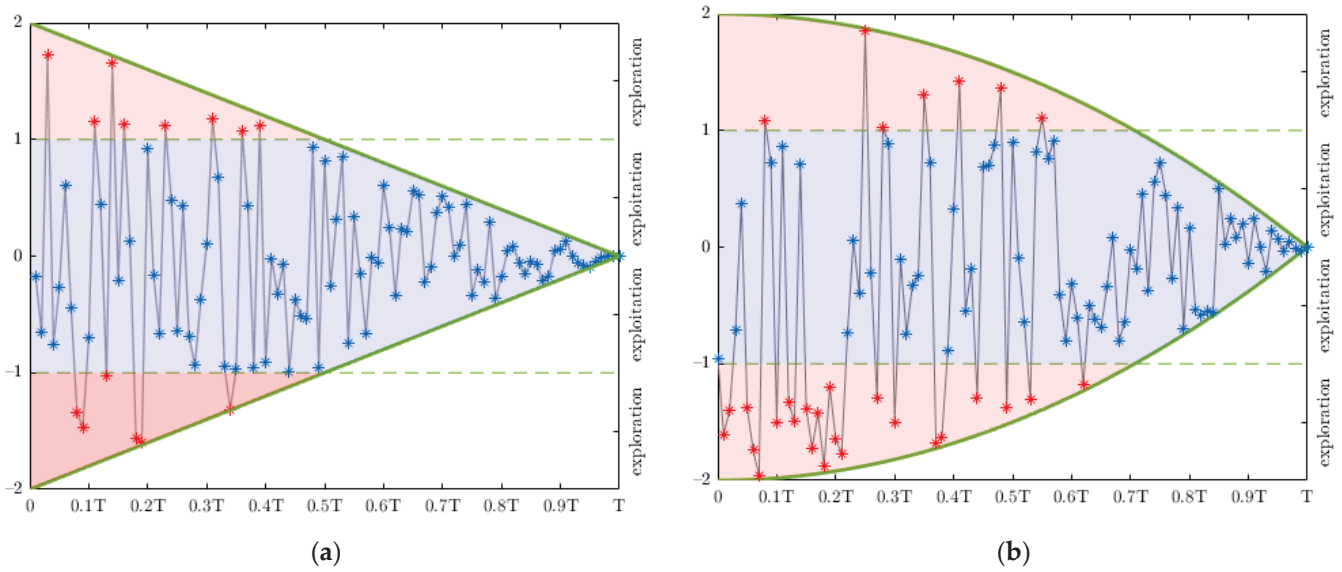 2
1
0
−1
−2
0
0.1T
0.2T
0.3T
0.4T
0.5T
0.6T
0.7T
0.8T
0.9T
T
exploration
exploitation
exploitation
exploration
(a)
2
1
0
−1
−2
0
0.1T
0.2T
0.3T
0.4T
0.5T
0.6T
0.7T
0.8T
0.9T
T
exploration
exploitation
exploitation
exploration
(b)